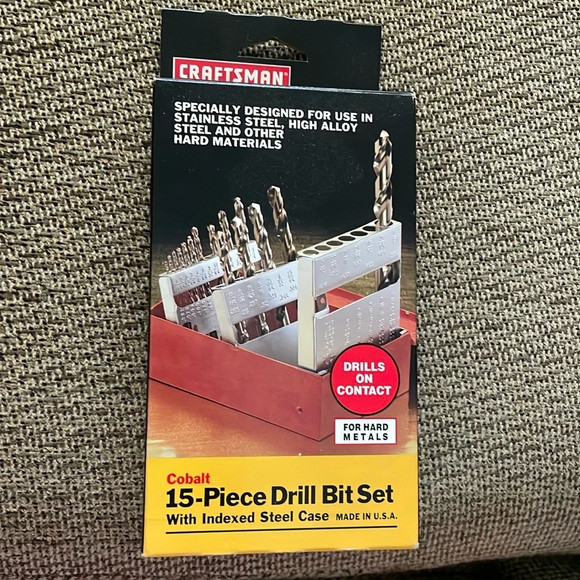 CRAFTSMAN
SPECIALLY DESIGNED FOR USE IN
STAINLESS STEEL, HIGH ALLOY
STEEL AND OTHER
HARD MATERIALS
DRILLS
ON
CONTACT
FOR HARD
METALS
Cobalt
15-Piece Drill Bit Set
With Indexed Steel Case MADE IN U.S.A.